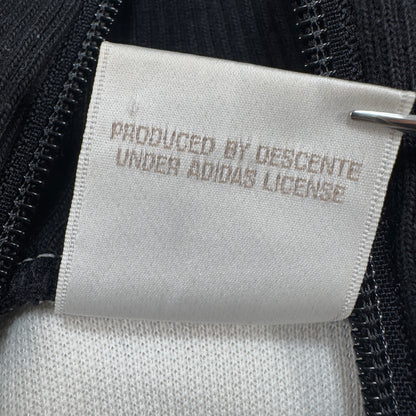 PRODUCED BY DESCENTE
UNDER ADIDAS LICENSE